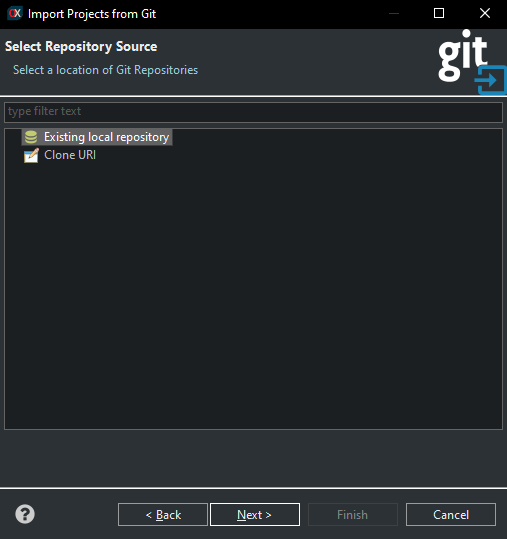 CX Import Projects from Git
Select Repository Source
Select a location of Git Repositories
git
type filter text
Existing local repository
Clone URI
? < Back Next > Finish Cancel